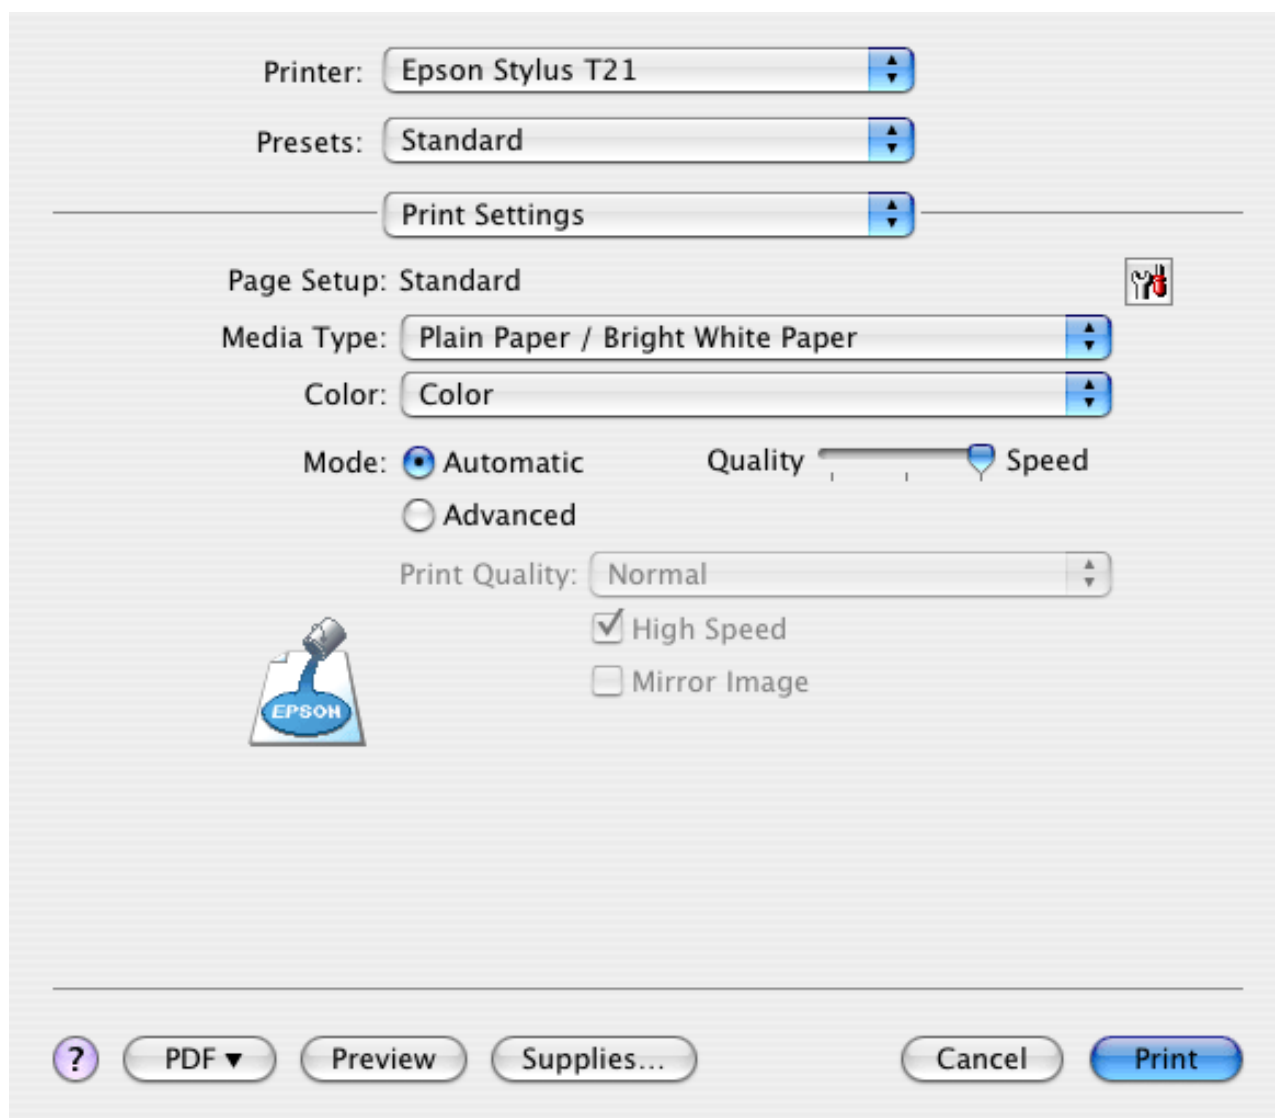 Printer: Epson Stylus T21
Presets: Standard
Print Settings
Page Setup: Standard
Media Type: Plain Paper / Bright White Paper
Color: Color
Mode: Automatic Quality Speed
Advanced
Print Quality: Normal
High Speed
Mirror Image
EPSON
? PDF ▼ Preview Supplies... Cancel Print